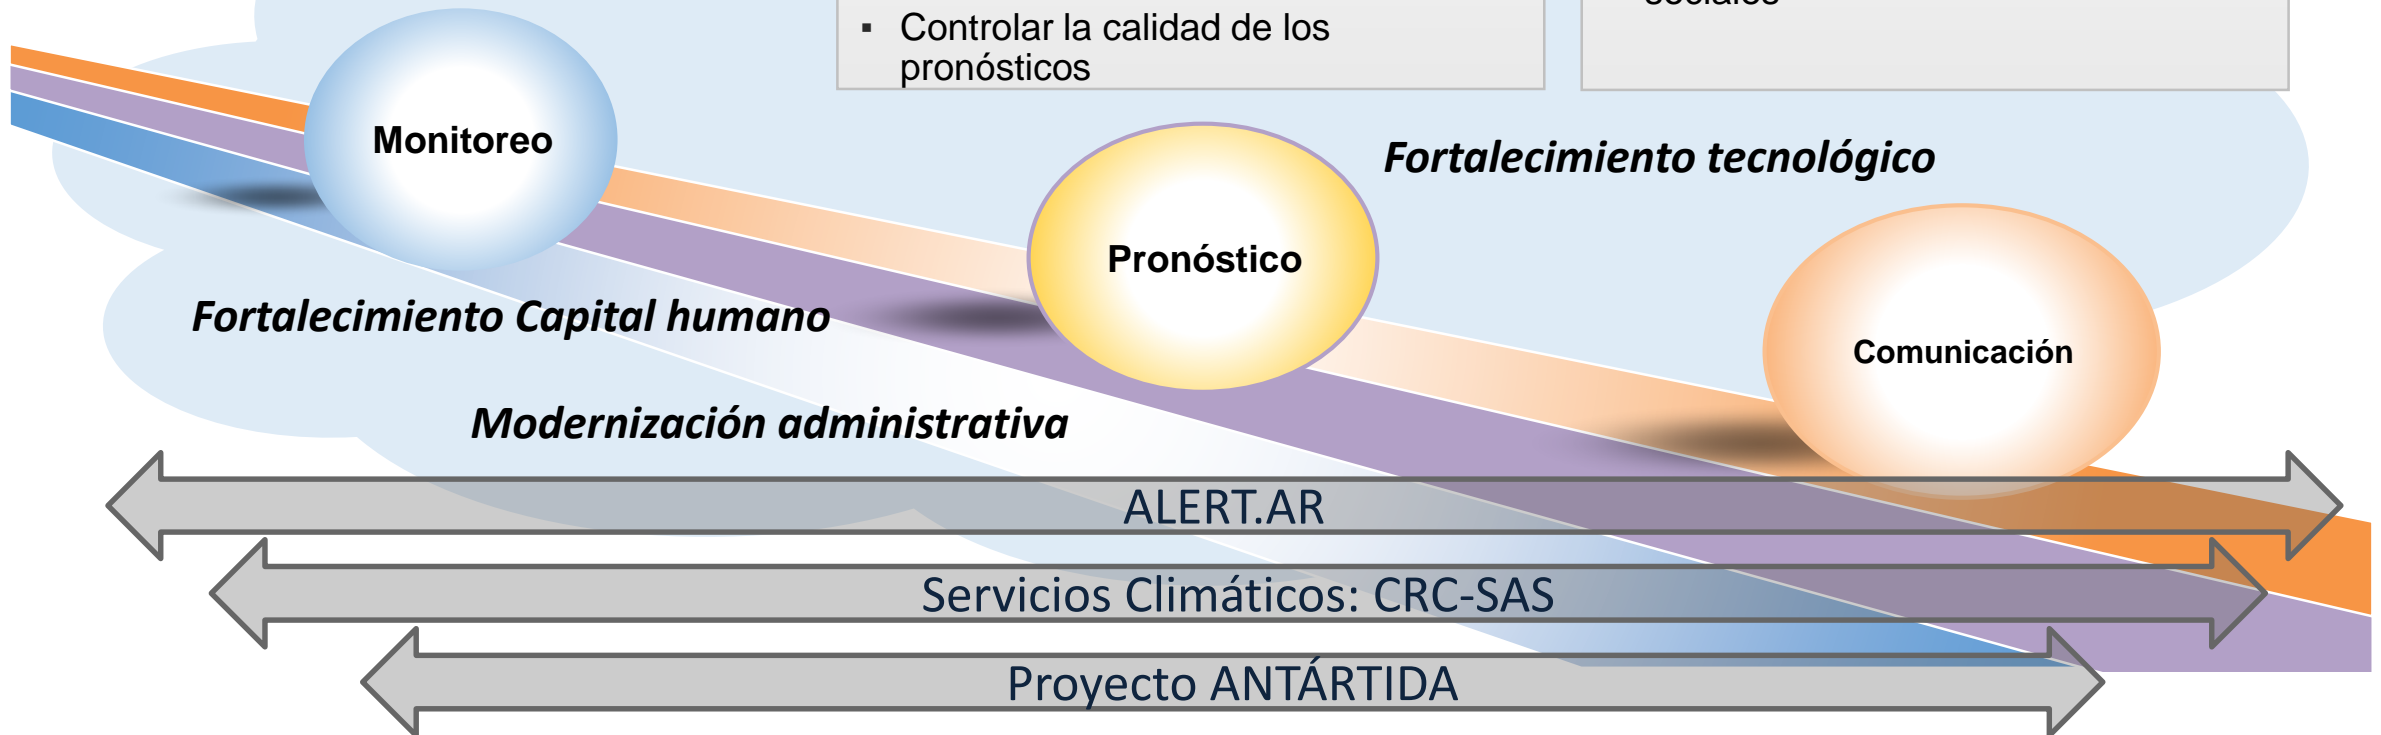 sociales
▪ Controlar la calidad de los
pronósticos
Monitoreo
Fortalecimiento tecnológico
Pronóstico
Fortalecimiento Capital humano
Comunicación
Modernización administrativa
ALERT.AR
Servicios Climáticos: CRC-SAS
Proyecto ANTÁRTIDA